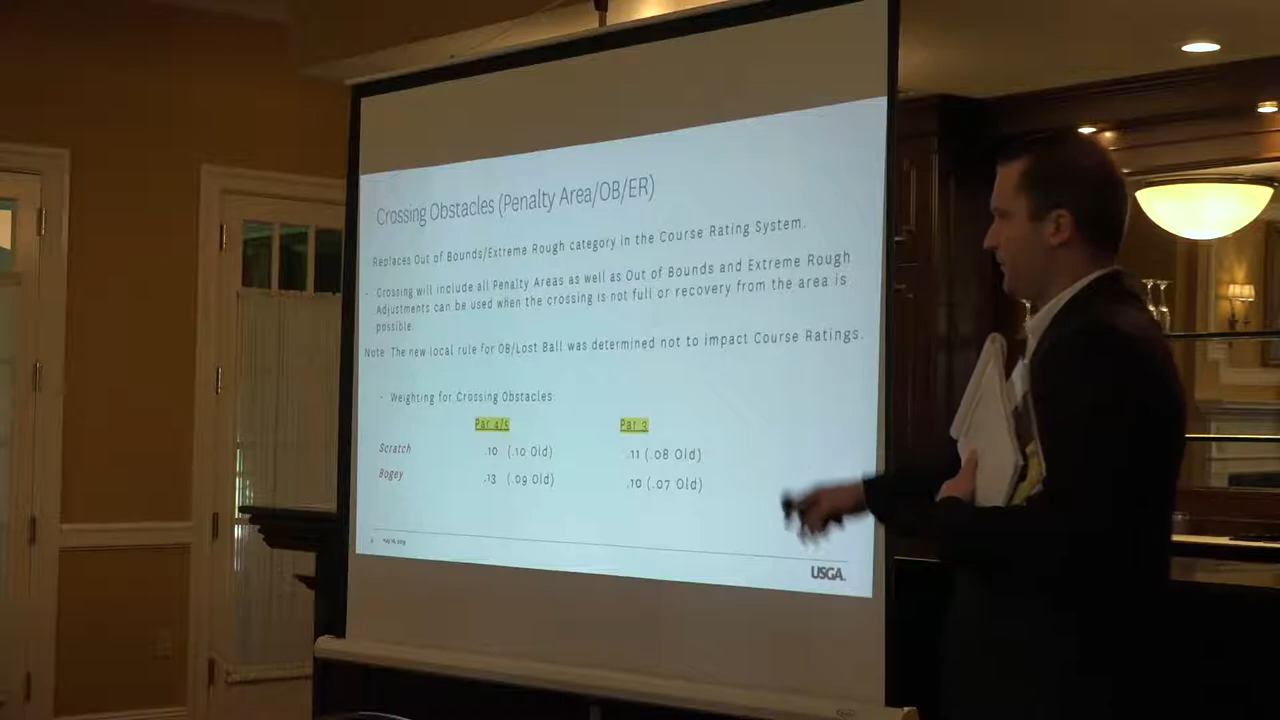 Crossing Obstacles (Penalty Area/OB/ER)
Replaces Out of Bounds/Extreme Rough category in the Course Rating System.
- Crossing will include all Penalty Areas as well as Out of Bounds and Extreme Rough
Adjustments can be used when the crossing is not full or recovery from the area is
possible.
Note: The new local rule for OB/Lost Ball was determined not to impact Course Ratings.
- Weighting for Crossing Obstacles
Par 4/5 Par 3
Scratch .10 (.10 Old) .11 (.08 Old)
Bogey .13 (.09 Old) .10 (.07 Old)
USGA